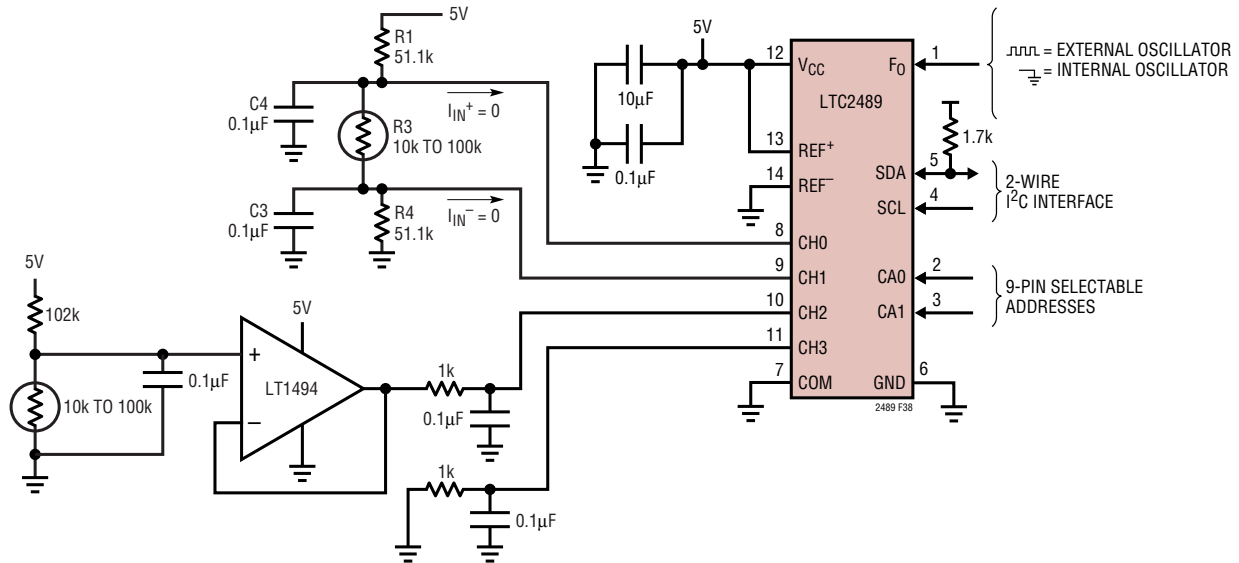 5V
R1
51.1k
C4
0.1µF
IIN+ = 0
R3
10k TO 100k
C3
0.1µF
R4
51.1k
IIN– = 0
5V
10µF
0.1µF
12
VCC
13
REF+
14
REF–
8
CH0
9
CH1
10
CH2
11
CH3
7
COM
LTC2489
FO
1
SDA
5
SCL
4
CA0
2
CA1
3
GND
6
2489 F38
= EXTERNAL OSCILLATOR
= INTERNAL OSCILLATOR
1.7k
2-WIRE
I2C INTERFACE
9-PIN SELECTABLE
ADDRESSES
5V
102k
10k TO 100k
0.1µF
5V
+
–
LT1494
1k
0.1µF
1k
0.1µF